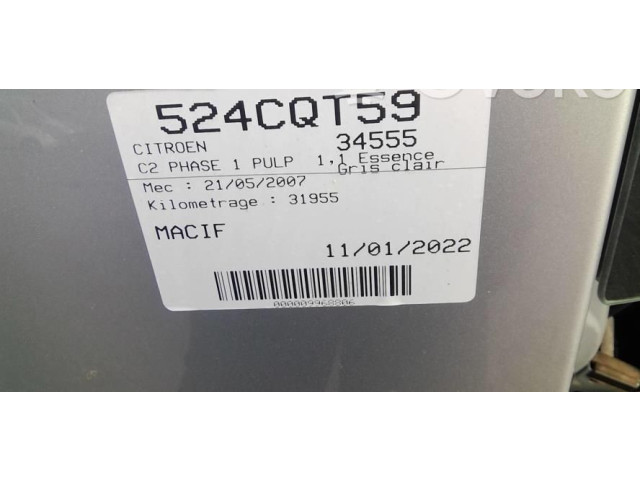 524CQT59
CITROEN 34555
C2 PHASE 1 PULP 1,1 Essence
Gris clair
Mec : 21/05/2007
Kilometrage : 31955
MACIF
11/01/2022
000009968806